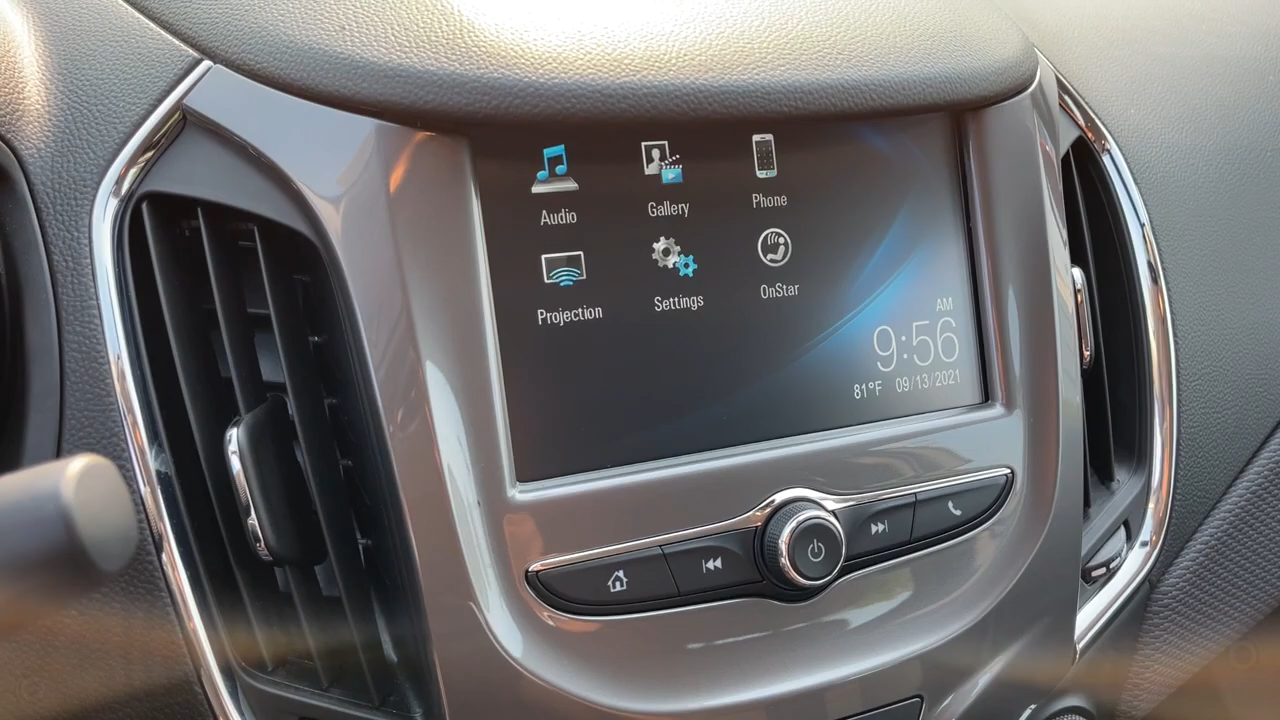 Audio
Gallery
Phone
Projection
Settings
OnStar
AM
9:56
81°F 09/13/2021